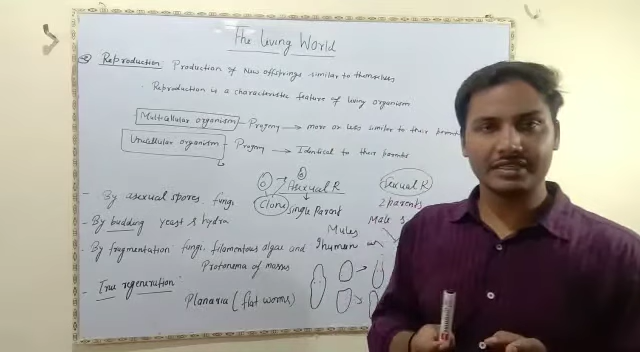 The Living World
Reproduction: Production of New offsprings similar to themselves
Reproduction is a characteristic feature of living organism
Multicellular organism - Progeny → more or less similar to their parents
Unicellular organism - Progeny → Identical to their parents
- By asexual spores, fungi
Asexual R
Clone
single parent
Sexual R
2 parents
Male &
- By budding yeast & hydra
Mules
- By fragmentation fungi, filamentous algae and
Protonema of mosses
- True regeneration
Planaria (flat worms)